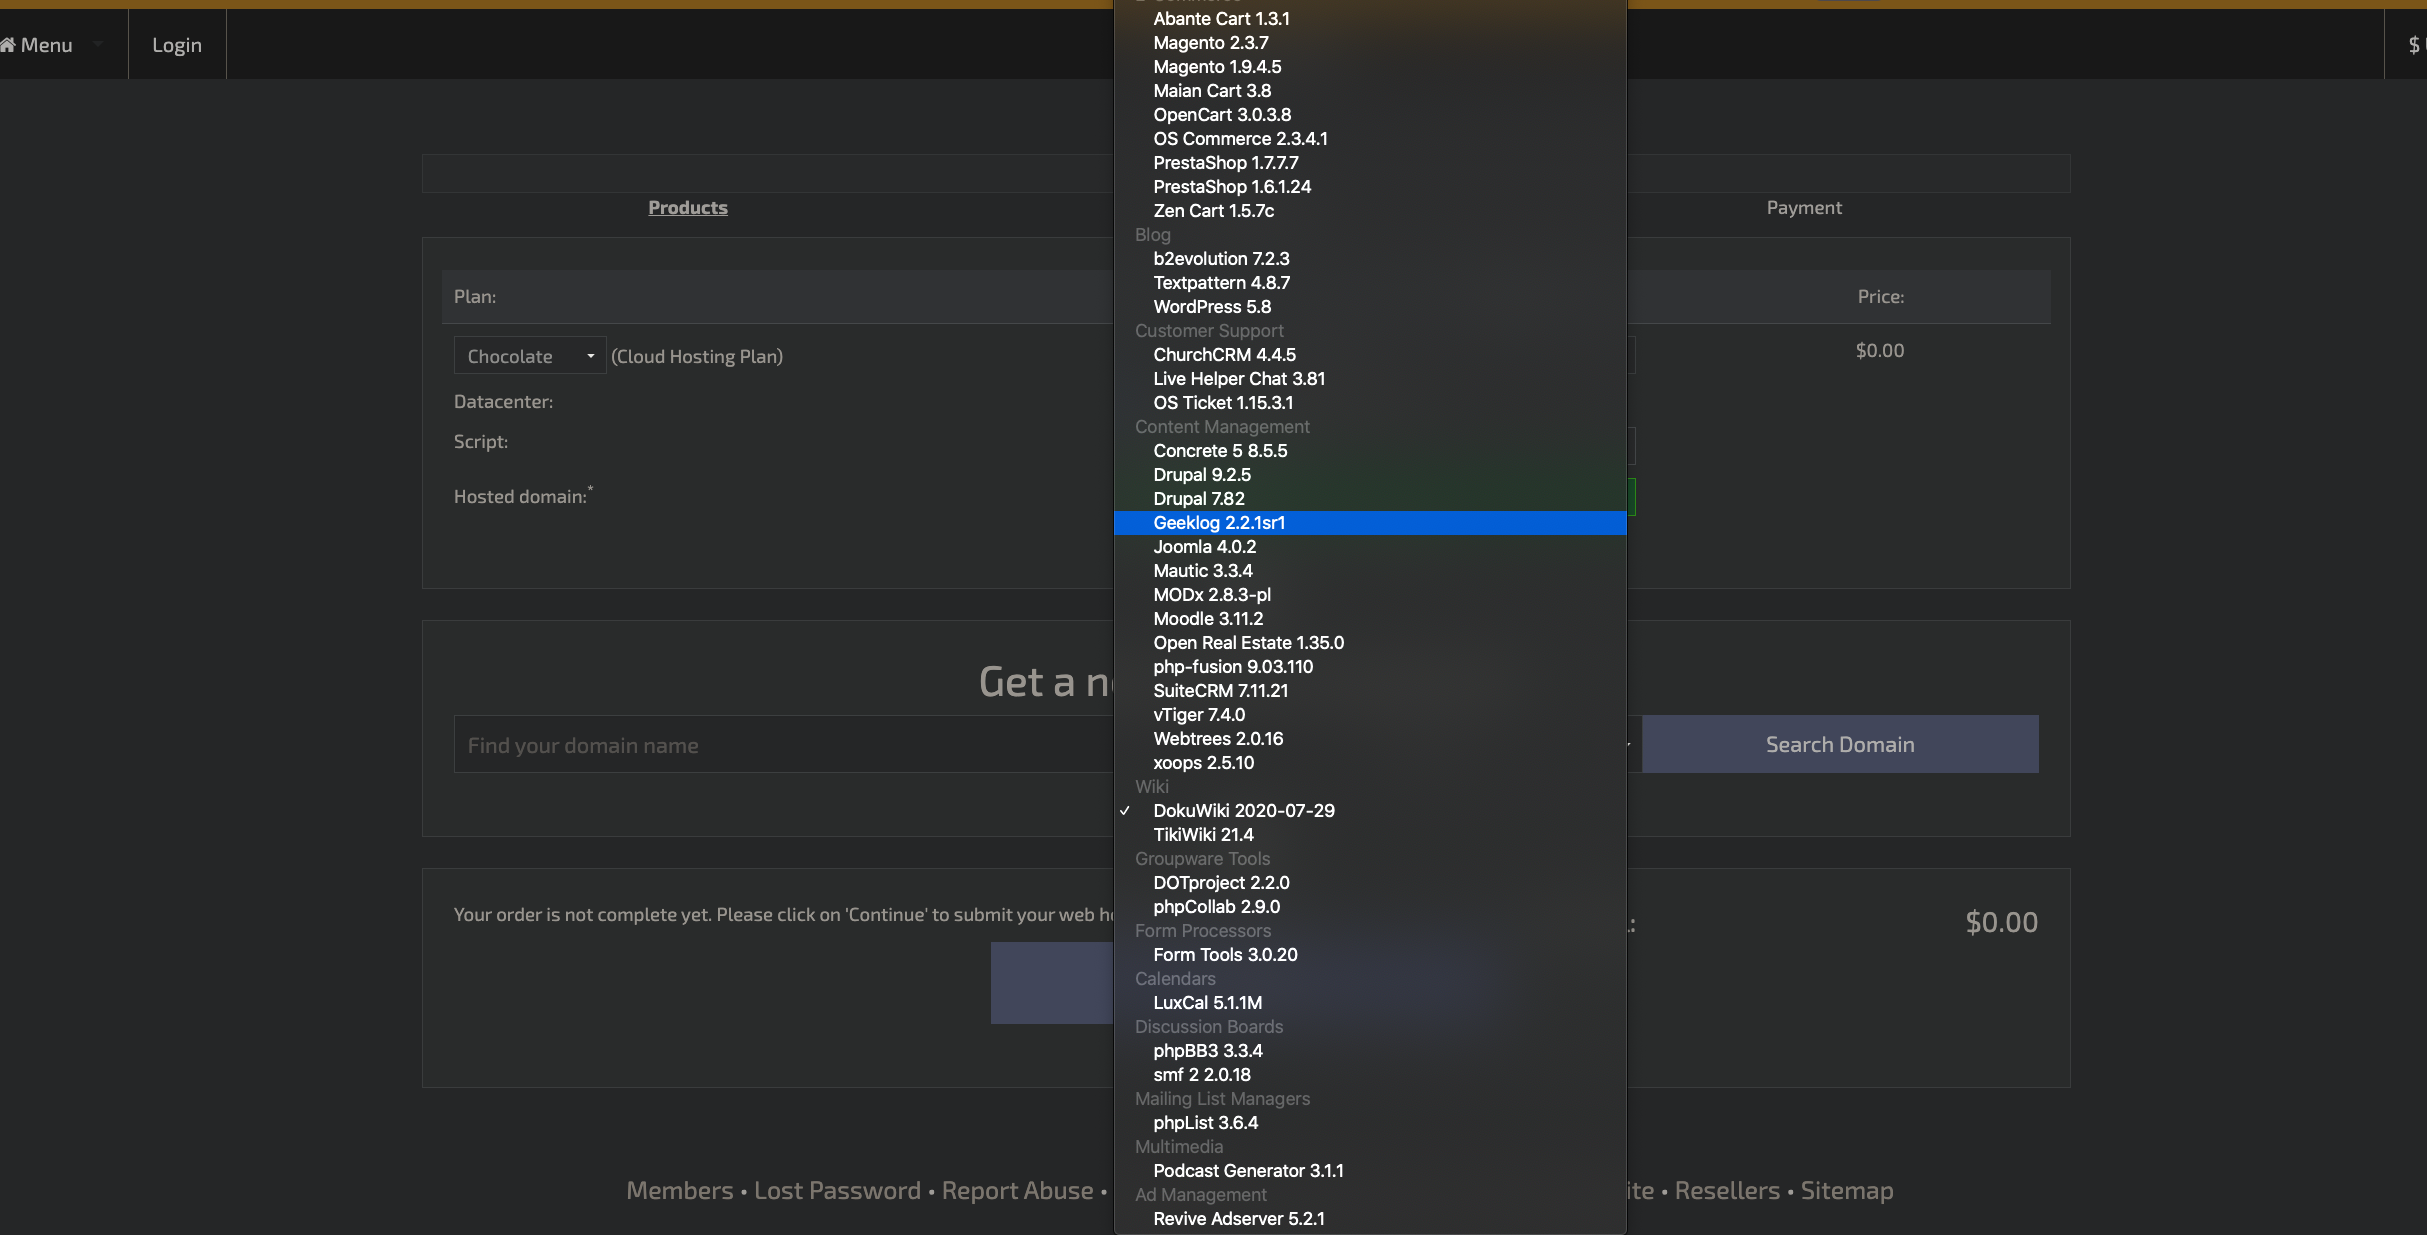 E-Commerce
Menu
Login
$
Abante Cart 1.3.1
Magento 2.3.7
Magento 1.9.4.5
Maian Cart 3.8
OpenCart 3.0.3.8
OS Commerce 2.3.4.1
PrestaShop 1.7.7.7
PrestaShop 1.6.1.24
Zen Cart 1.5.7c
Blog
b2evolution 7.2.3
Textpattern 4.8.7
WordPress 5.8
Customer Support
ChurchCRM 4.4.5
Live Helper Chat 3.81
OS Ticket 1.15.3.1
Content Management
Concrete 5 8.5.5
Drupal 9.2.5
Drupal 7.82
Geeklog 2.2.1sr1
Joomla 4.0.2
Mautic 3.3.4
MODx 2.8.3-pl
Moodle 3.11.2
Open Real Estate 1.35.0
php-fusion 9.03.110
SuiteCRM 7.11.21
vTiger 7.4.0
Webtrees 2.0.16
xoops 2.5.10
Wiki
✓ DokuWiki 2020-07-29
TikiWiki 21.4
Groupware Tools
DOTproject 2.2.0
phpCollab 2.9.0
Form Processors
Form Tools 3.0.20
Calendars
LuxCal 5.1.1M
Discussion Boards
phpBB3 3.3.4
smf 2 2.0.18
Mailing List Managers
phpList 3.6.4
Multimedia
Podcast Generator 3.1.1
Ad Management
Revive Adserver 5.2.1
Products
Payment
Plan:
Price:
Chocolate
(Cloud Hosting Plan)
$0.00
Datacenter:
Script:
Hosted domain:*
Get a n
Find your domain name
Search Domain
Your order is not complete yet. Please click on 'Continue' to submit your web h
$0.00
Members • Lost Password • Report Abuse •
ite • Resellers • Sitemap